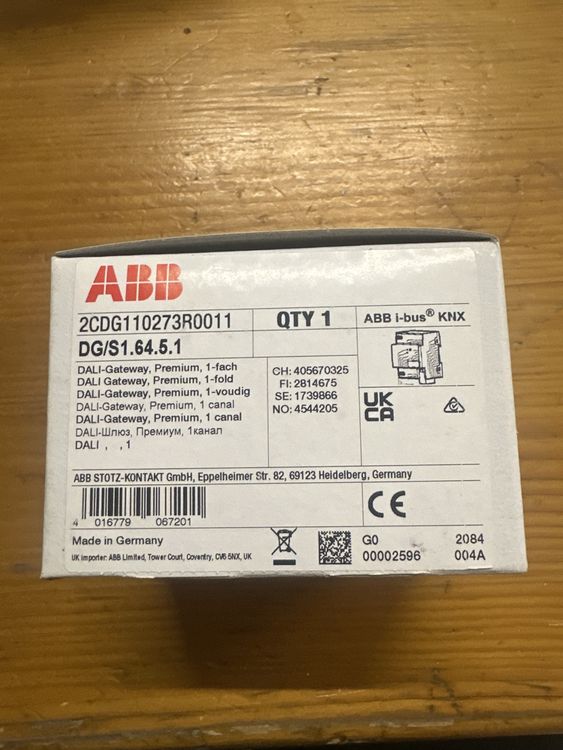 ABB
2CDG110273R0011
QTY 1
ABB i-bus® KNX
DG/S1.64.5.1
DALI-Gateway, Premium, 1-fach
DALI Gateway, Premium, 1-fold
DALI-Gateway, Premium, 1-voudig
DALI-Gateway, Premium, 1 canal
DALI-Gateway, Premium, 1 canal
DALI-Шлюз, Премиум, 1канал
DALI , , 1
CH: 405670325
FI: 2814675
SE: 1739866
NO: 4544205
UK
CA
ABB STOTZ-KONTAKT GmbH, Eppelheimer Str. 82, 69123 Heidelberg, Germany
4 016779 067201
CE
Made in Germany
UK importer: ABB Limited, Tower Court, Coventry, CV6 5NX, UK
G0 2084
00002596 004A